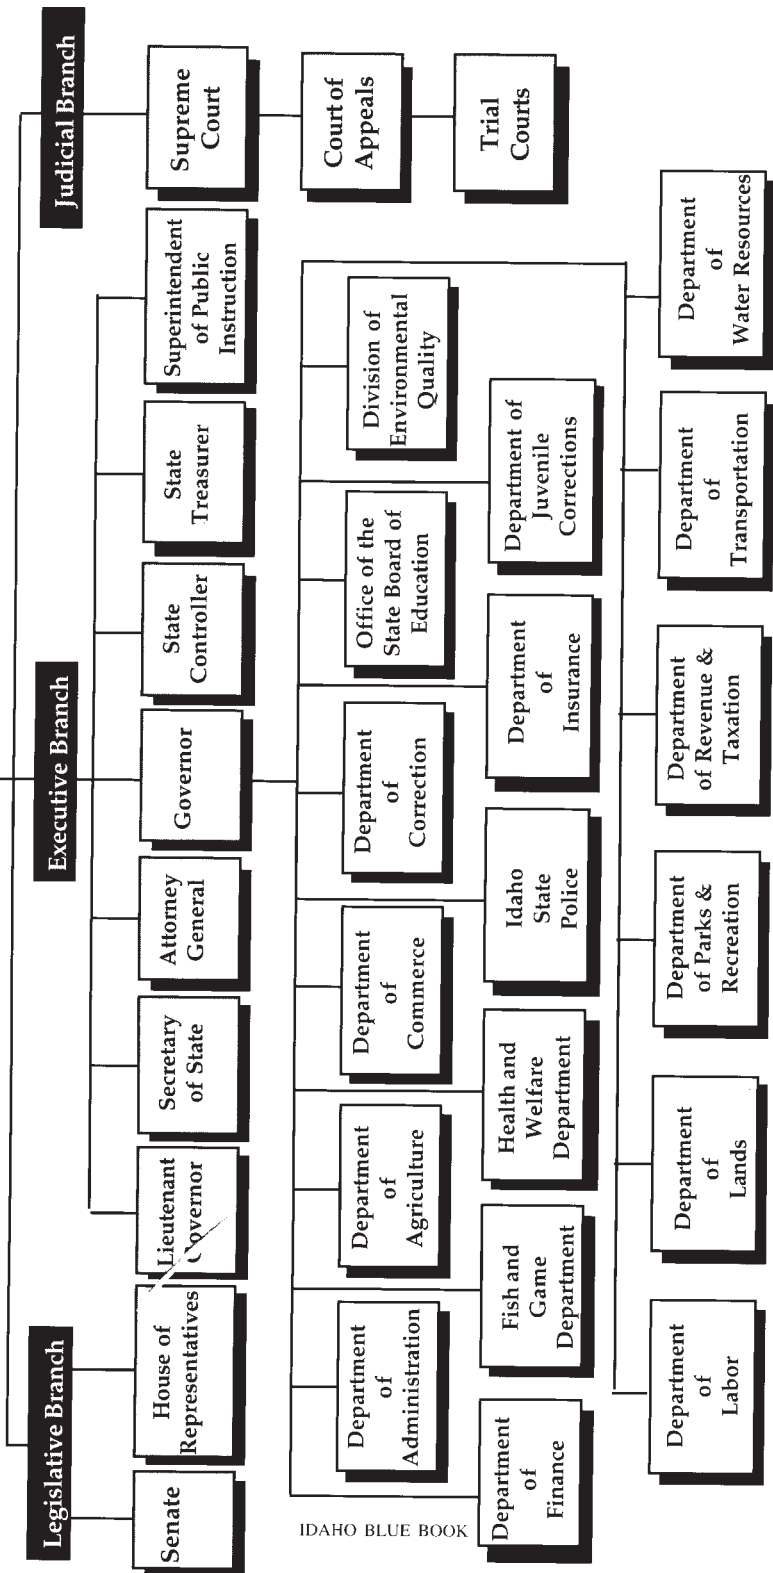 Legislative Branch
Executive Branch
Judicial Branch
Senate
House of
Representatives
Lieutenant
Governor
Secretary
of State
Attorney
General
Governor
State
Controller
State
Treasurer
Superintendent
of Public
Instruction
Supreme
Court
Court of
Appeals
Trial
Courts
Department
of
Administration
Department
of
Agriculture
Department
of
Commerce
Department
of
Correction
Office of the
State Board of
Education
Division of
Environmental
Quality
Department
of
Finance
Fish and
Game
Department
Health and
Welfare
Department
Idaho
State
Police
Department
of
Insurance
Department of
Juvenile
Corrections
Department
of
Labor
Department
of
Lands
Department
of Parks &
Recreation
Department
of Revenue &
Taxation
Department
of
Transportation
Department
of
Water Resources
IDAHO BLUE BOOK